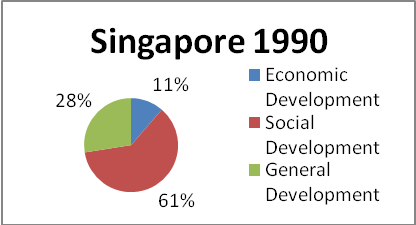 Singapore 1990
11%
28%
61%
Economic
Development
Social
Development
General
Development